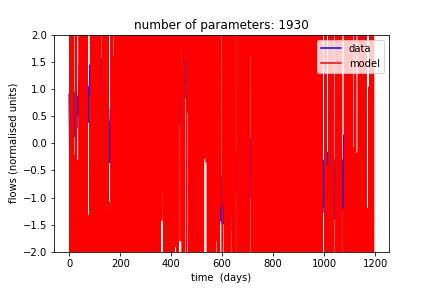 number of parameters: 1930
data
model
2.0
1.5
1.0
0.5
0.0
−0.5
−1.0
−1.5
−2.0
flows (normalised units)
0 200 400 600 800 1000 1200
time (days)